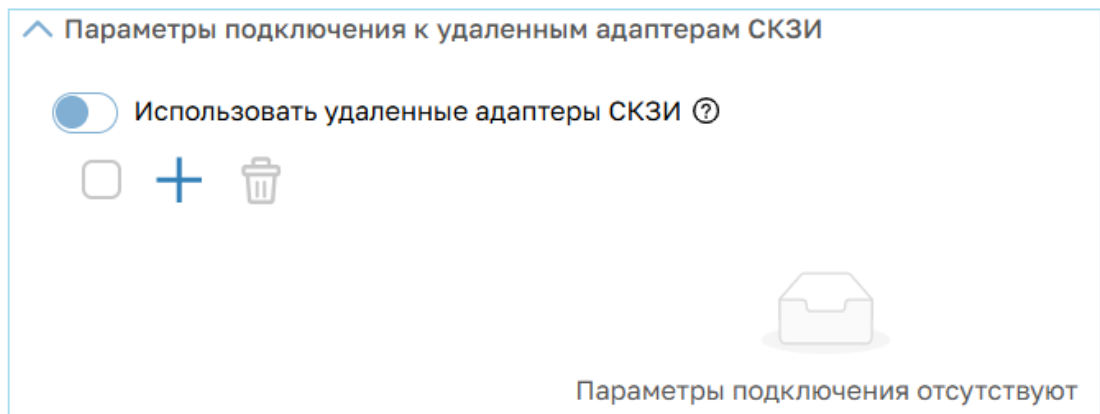 Параметры подключения к удаленным адаптерам СКЗИ
Использовать удаленные адаптеры СКЗИ ?
Параметры подключения отсутствуют